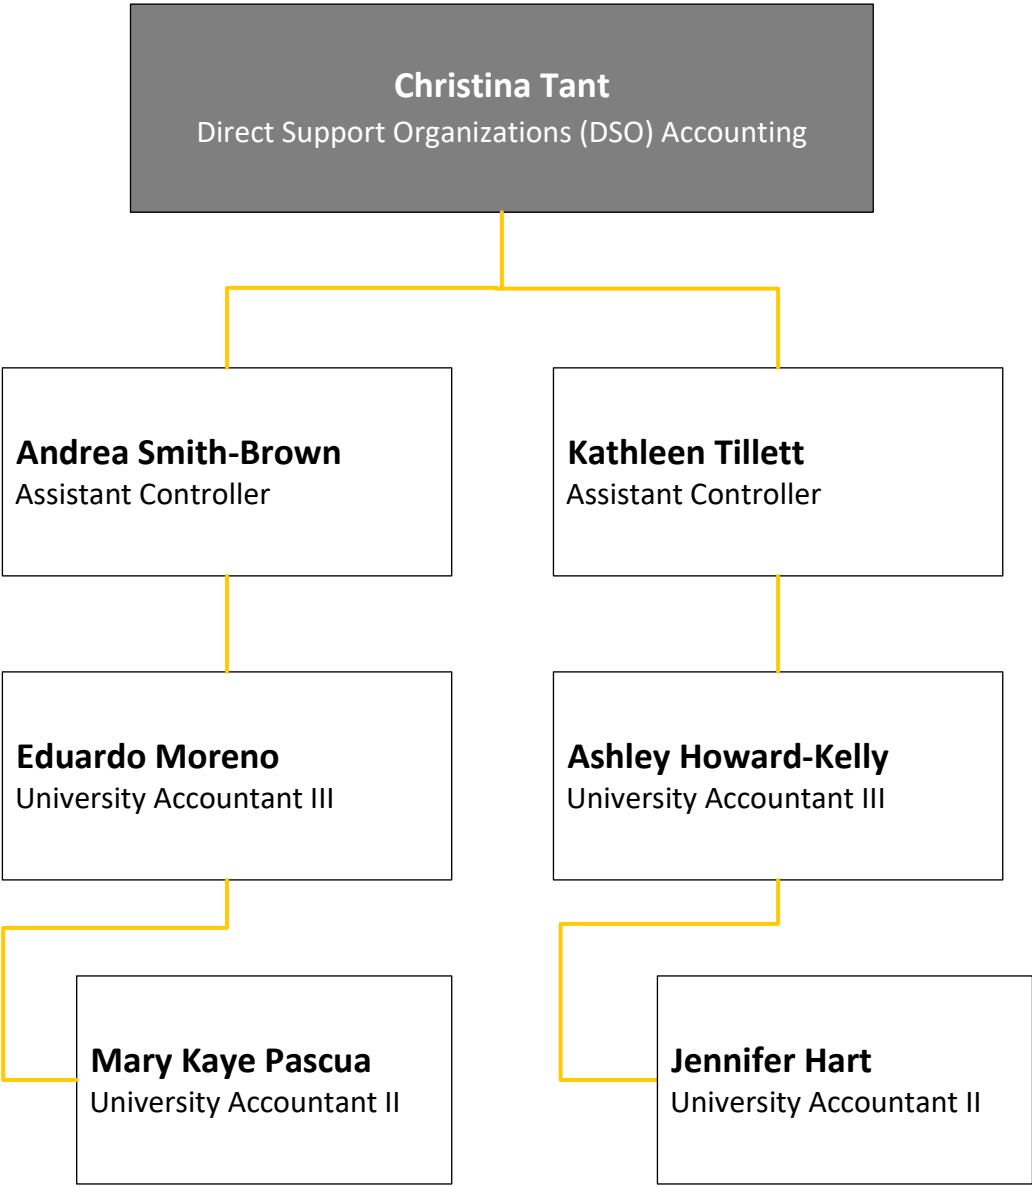 Christina Tant
Direct Support Organizations (DSO) Accounting
Andrea Smith-Brown
Assistant Controller
Kathleen Tillett
Assistant Controller
Eduardo Moreno
University Accountant III
Ashley Howard-Kelly
University Accountant III
Mary Kaye Pascua
University Accountant II
Jennifer Hart
University Accountant II